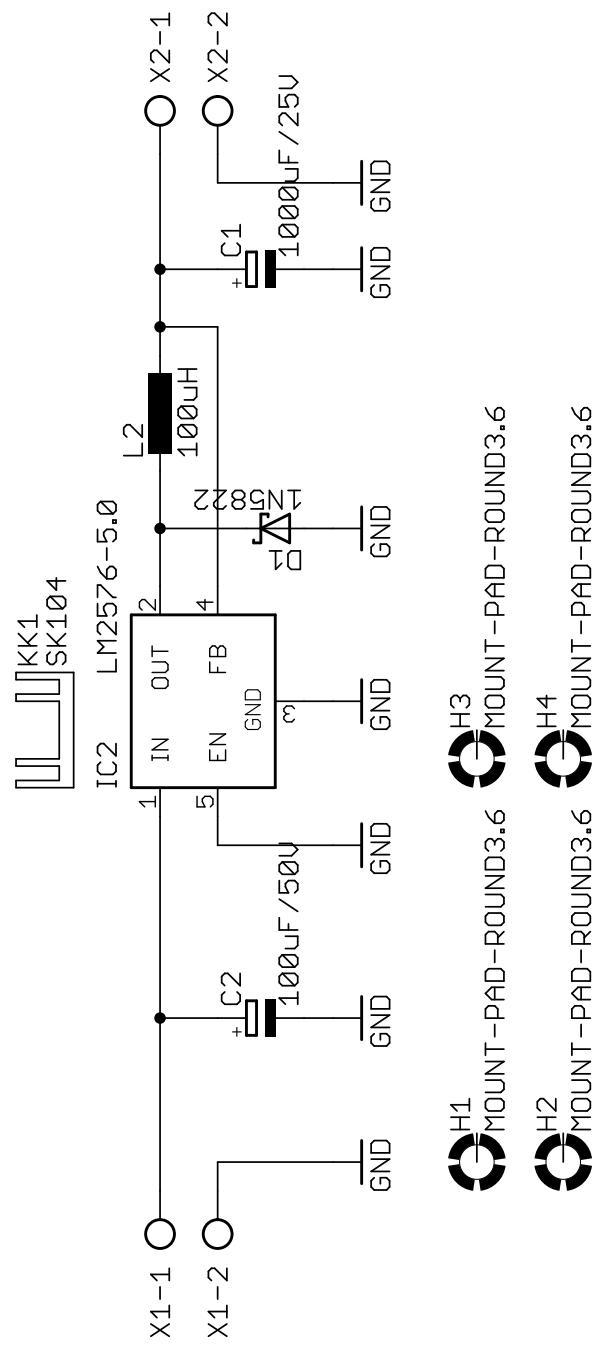 KK1
SK104
IC2
LM2576-5.0
1
IN
OUT
2
5
EN
FB
4
GND
3
L2
100uH
D1
1N5822
C1
+
1000uF/25V
C2
+
100uF/50V
X1-1
X1-2
X2-1
X2-2
GND
GND
GND
GND
GND
GND
GND
H1
MOUNT-PAD-ROUND3.6
H3
MOUNT-PAD-ROUND3.6
H2
MOUNT-PAD-ROUND3.6
H4
MOUNT-PAD-ROUND3.6